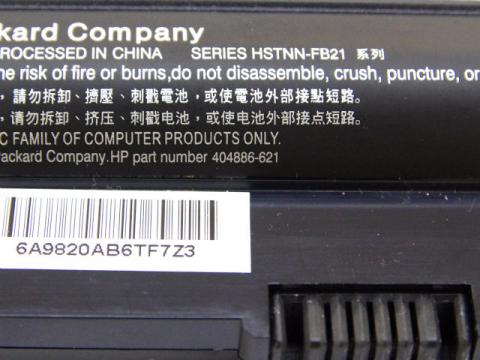 ckard Company
ROCESSED IN CHINA SERIES HSTNN-FB21 系列
he risk of fire or burns,do not disassemble, crush, puncture, or
，請勿拆卸、擠壓、刺戳電池，或使電池外部接點短路。
，请勿拆卸、挤压、刺戳电池，或使电池外部接点短路。
C FAMILY OF COMPUTER PRODUCTS ONLY.
Packard Company.HP part number 404886-621
6A9820AB6TF7Z3